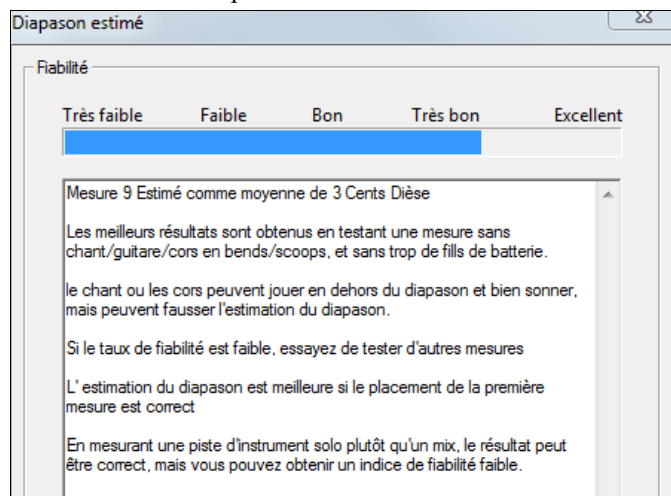 Diapason estimé
Fiabilité
Très faible Faible Bon Très bon Excellent
Mesure 9 Estimé comme moyenne de 3 Cents Dièse
Les meilleurs résultats sont obtenus en testant une mesure sans
chant/guitare/cors en bends/scoops, et sans trop de fills de batterie.
le chant ou les cors peuvent jouer en dehors du diapason et bien sonner,
mais peuvent fausser l'estimation du diapason.
Si le taux de fiabilité est faible, essayez de tester d'autres mesures
L' estimation du diapason est meilleure si le placement de la première
mesure est correct
En mesurant une piste d'instrument solo plutôt qu'un mix, le résultat peut
être correct, mais vous pouvez obtenir un indice de fiabilité faible.